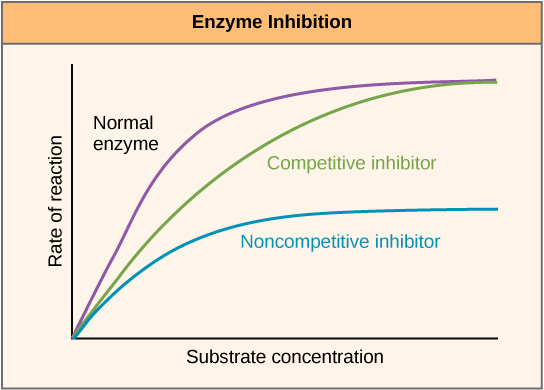 Enzyme Inhibition
Normal
enzyme
Competitive inhibitor
Noncompetitive inhibitor
Rate of reaction
Substrate concentration